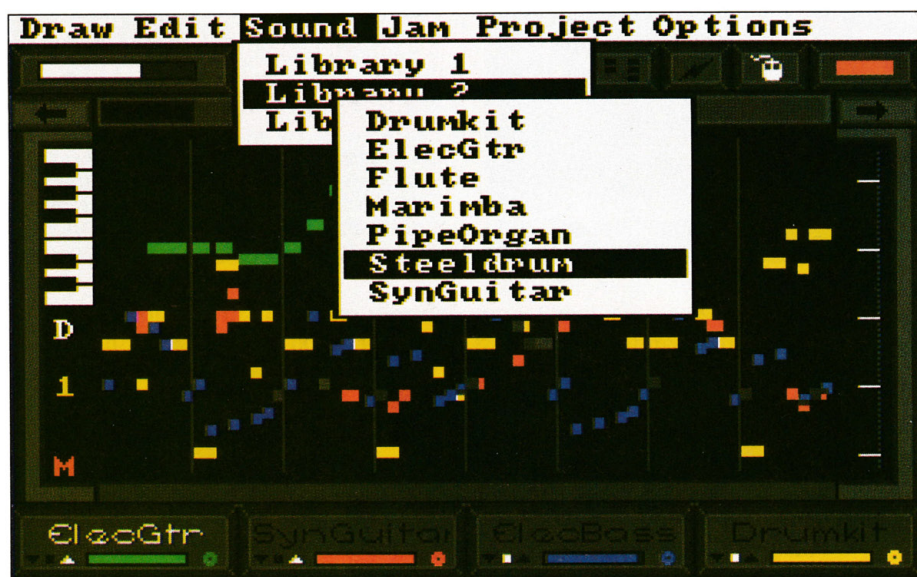 Draw Edit Sound Jam Project Options
Library 1
Library 2
Lib
Drumkit
ElecGtr
Flute
Marimba
PipeOrgan
Steeldrum
SynGuitar
D
1
M
ElecGtr SynGuitar ElecBass Drumkit